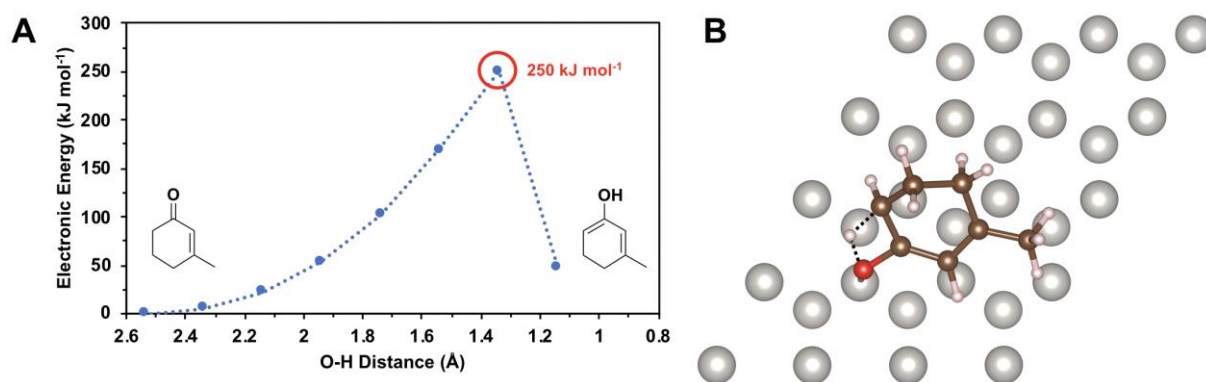 A
Electronic Energy (kJ mol⁻¹)
300
250
200
150
100
50
0
250 kJ mol⁻¹
O
OH
2.6 2.4 2.2 2 1.8 1.6 1.4 1.2 1 0.8
O-H Distance (Å)
B